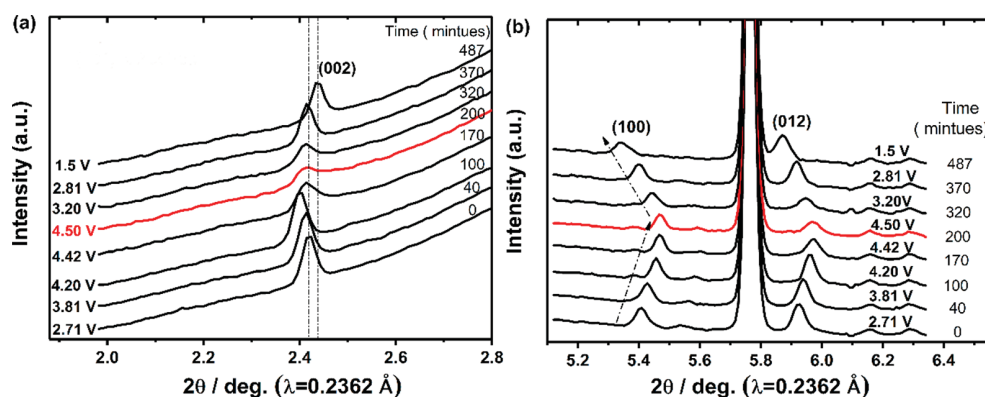 (a)
Time ( mintues)
487
(002)
370
320
200
170
100
40
0
1.5 V
2.81 V
3.20 V
4.50 V
4.42 V
4.20 V
3.81 V
2.71 V
Intensity (a.u.)
2.0 2.2 2.4 2.6 2.8
2θ / deg. (λ=0.2362 Å)
(b)
(100)
(012)
Time
( mintues)
1.5 V 487
2.81 V 370
3.20V 320
4.50 V 200
4.42 V 170
4.20 V 100
3.81 V 40
2.71 V 0
Intensity (a.u.)
5.2 5.4 5.6 5.8 6.0 6.2 6.4
2θ / deg. (λ=0.2362 Å)